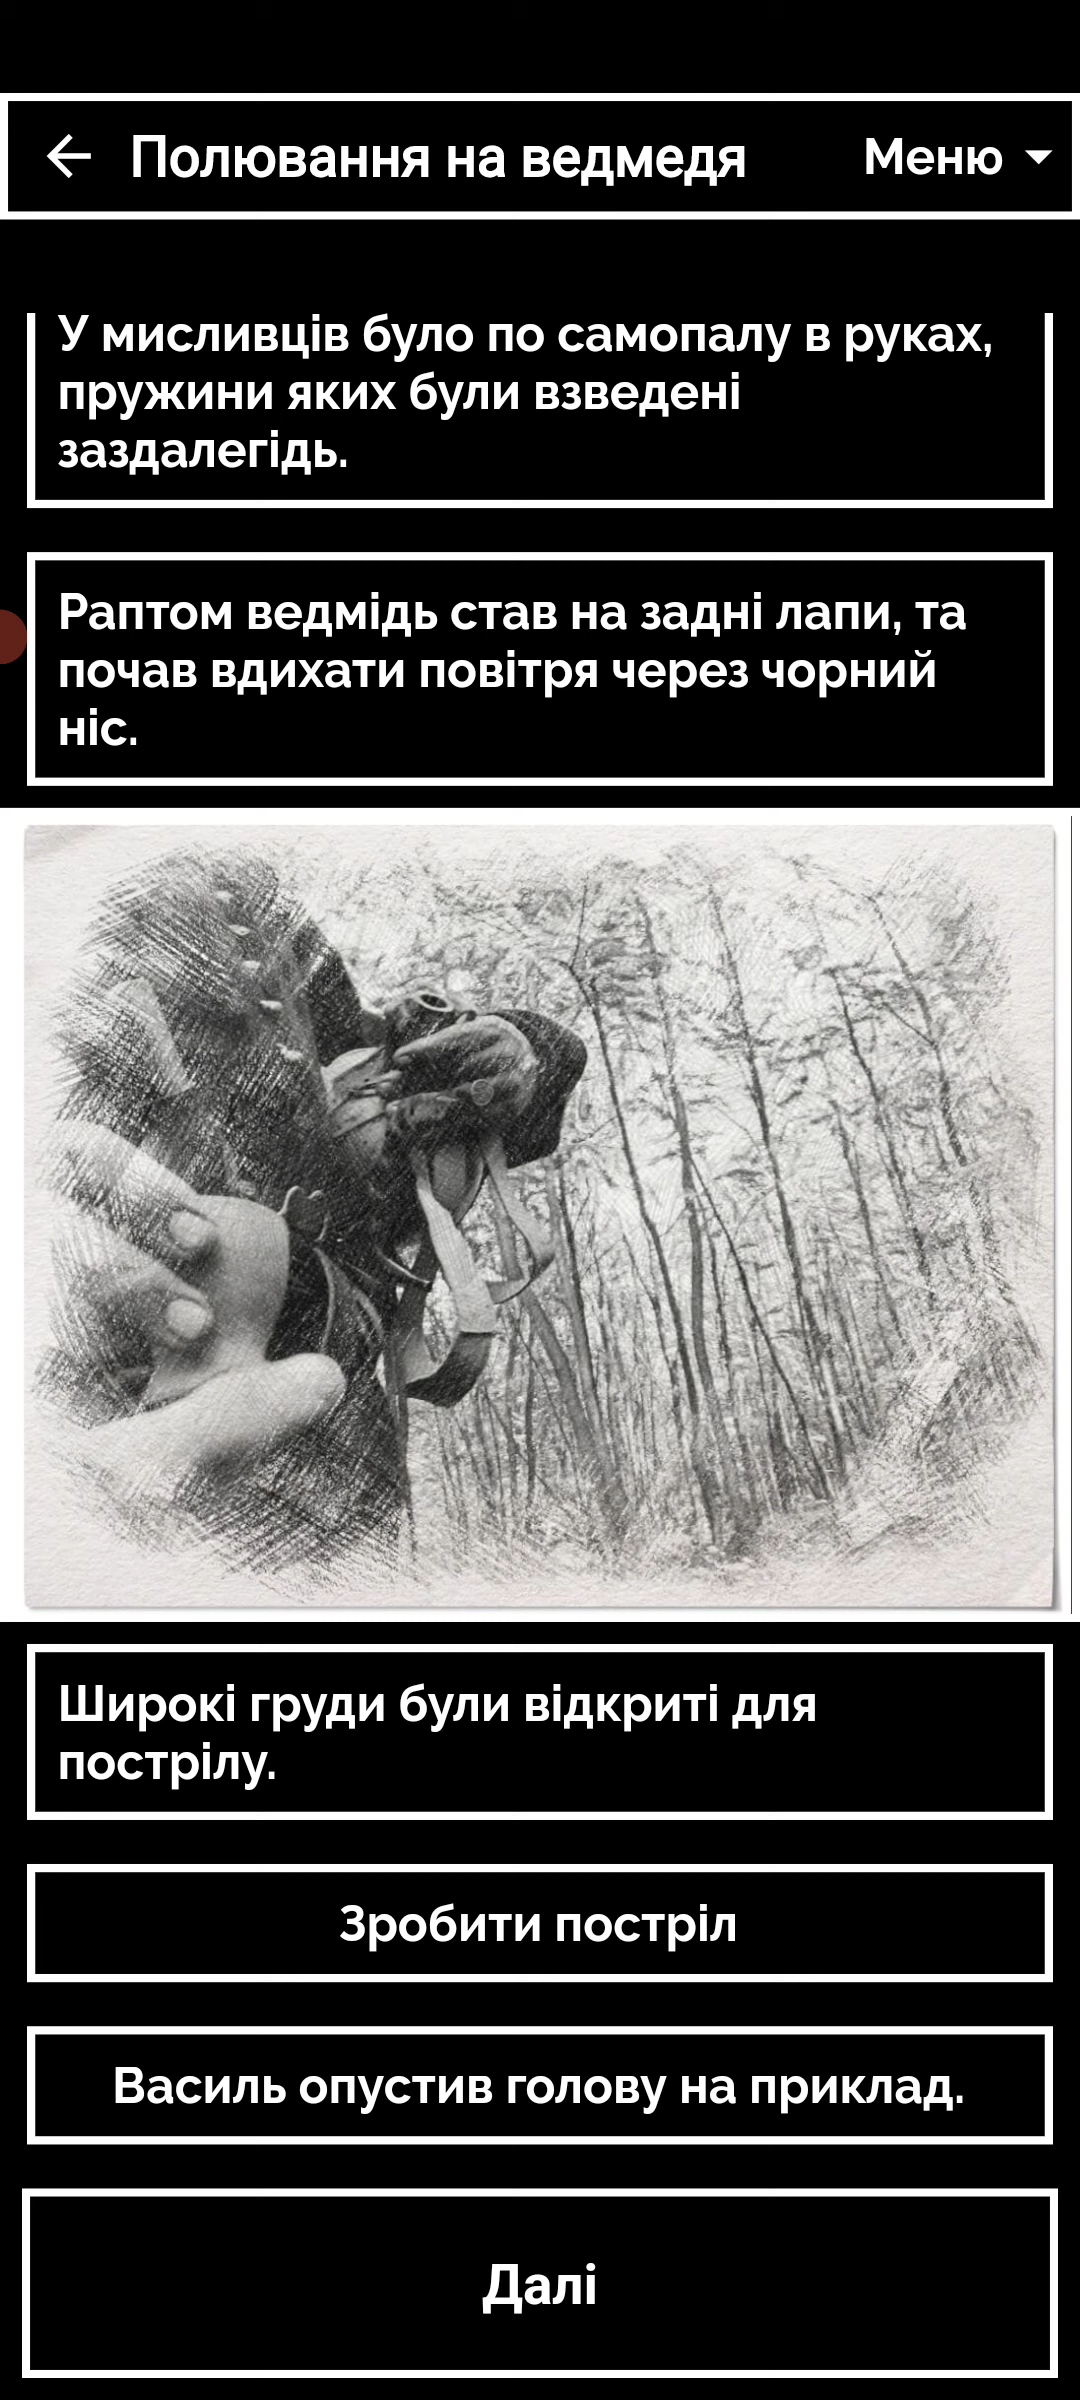 Полювання на ведмедя
Меню
У мисливців було по самопалу в руках,
пружини яких були взведені
заздалегідь.
Раптом ведмідь став на задні лапи, та
почав вдихати повітря через чорний
ніс.
Широкі груди були відкриті для
пострілу.
Зробити постріл
Василь опустив голову на приклад.
Далі